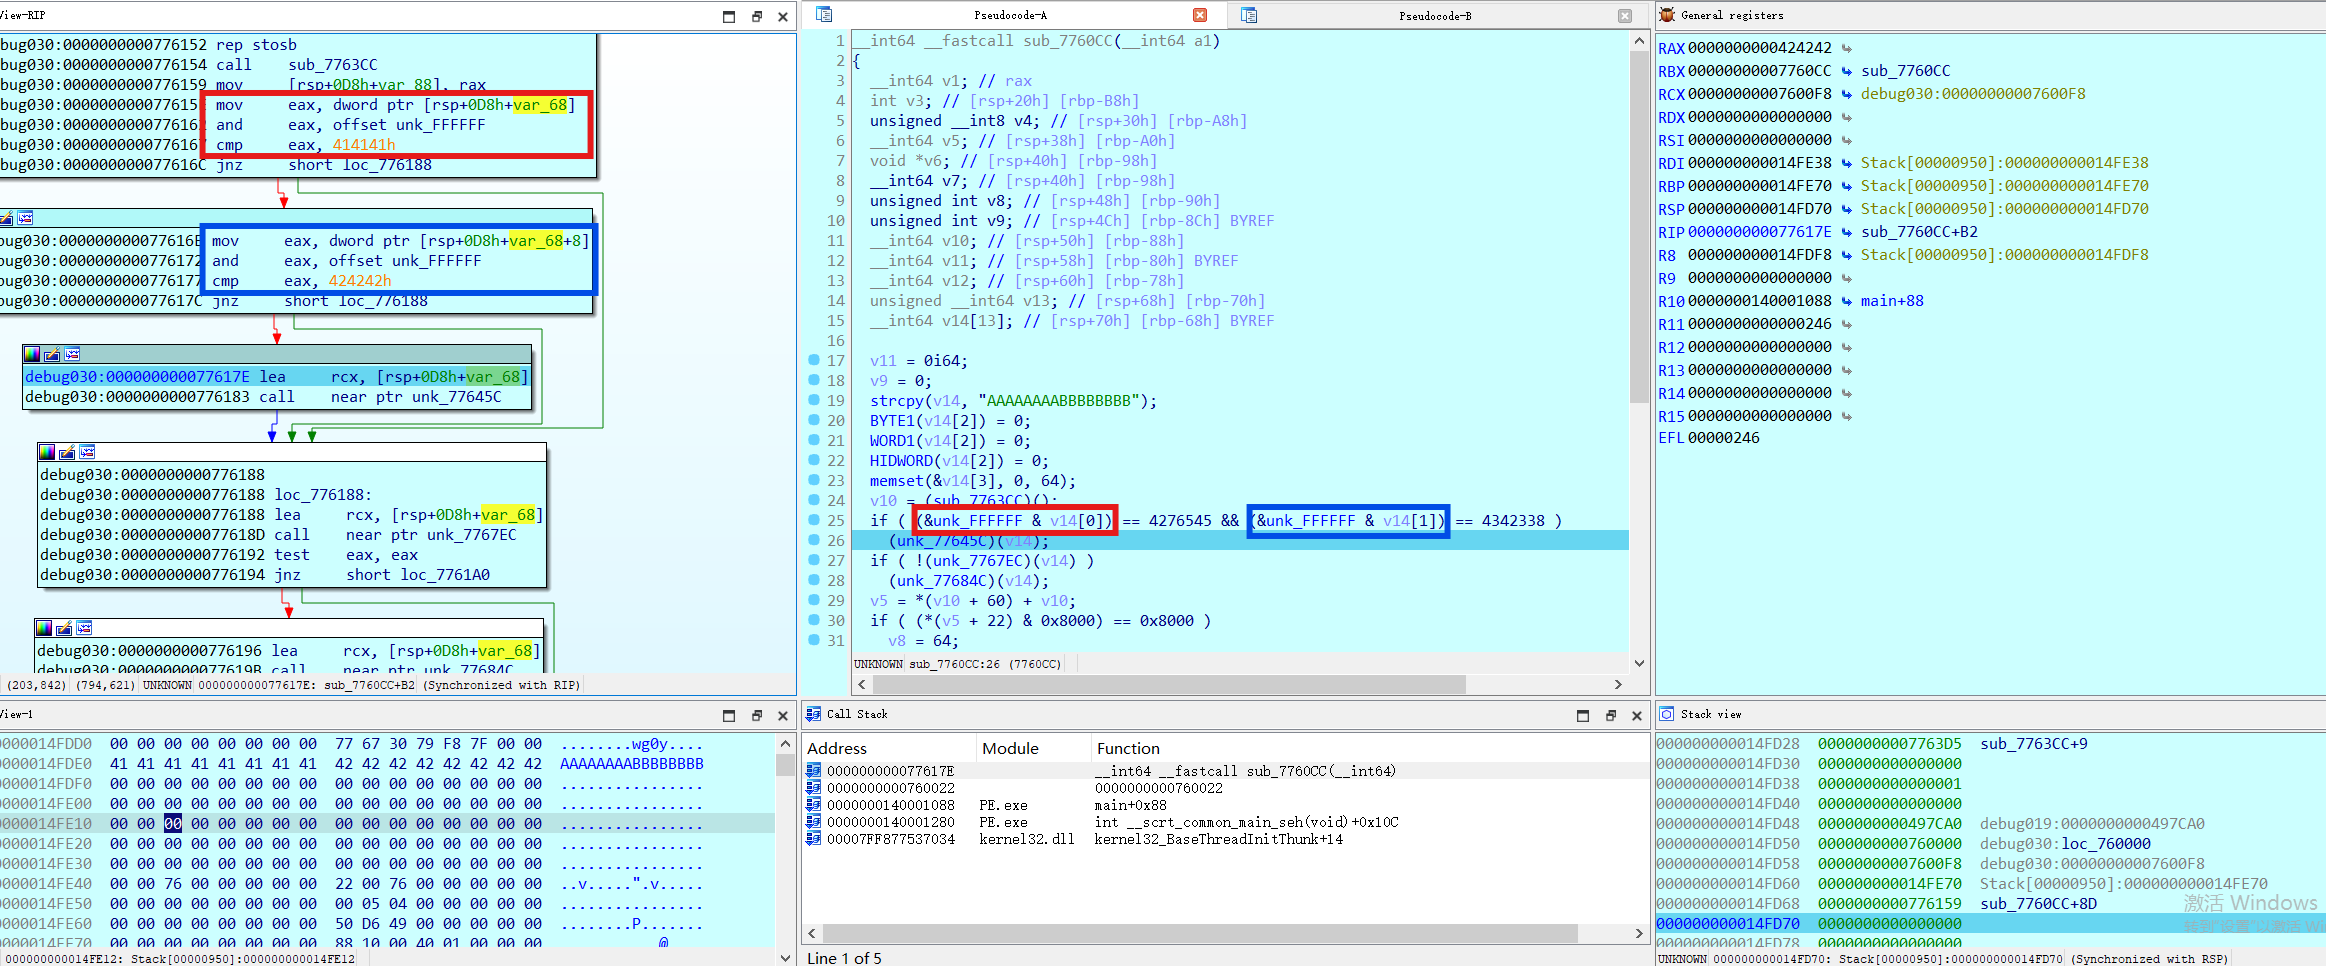 View-RIP
bug030:0000000000776152 rep stosb
bug030:0000000000776154 call sub_7763CC
bug030:0000000000776159 mov [rsp+0D8h+var_88], rax
bug030:000000000077615E mov eax, dword ptr [rsp+0D8h+var_68]
bug030:0000000000776162 and eax, offset unk_FFFFFF
bug030:0000000000776167 cmp eax, 414141h
bug030:000000000077616C jnz short loc_776188
bug030:000000000077616E mov eax, dword ptr [rsp+0D8h+var_68+8]
bug030:0000000000776172 and eax, offset unk_FFFFFF
bug030:0000000000776177 cmp eax, 424242h
bug030:000000000077617C jnz short loc_776188
debug030:000000000077617E lea rcx, [rsp+0D8h+var_68]
debug030:0000000000776183 call near ptr unk_77645C
debug030:0000000000776188
debug030:0000000000776188 loc_776188:
debug030:0000000000776188 lea rcx, [rsp+0D8h+var_68]
debug030:000000000077618D call near ptr unk_7767EC
debug030:0000000000776192 test eax, eax
debug030:0000000000776194 jnz short loc_7761A0
debug030:0000000000776196 lea rcx, [rsp+0D8h+var_68]
debug030:000000000077619B call near ptr unk_77684C
(203,842) (794,621) UNKNOWN 000000000077617E: sub_7760CC+B2 (Synchronized with RIP)
Pseudocode-A
Pseudocode-B
1 __int64 __fastcall sub_7760CC(__int64 a1)
2 {
3 __int64 v1; // rax
4 int v3; // [rsp+20h] [rbp-B8h]
5 unsigned __int8 v4; // [rsp+30h] [rbp-A8h]
6 __int64 v5; // [rsp+38h] [rbp-A0h]
7 void *v6; // [rsp+40h] [rbp-98h]
8 __int64 v7; // [rsp+40h] [rbp-98h]
9 unsigned int v8; // [rsp+48h] [rbp-90h]
10 unsigned int v9; // [rsp+4Ch] [rbp-8Ch] BYREF
11 __int64 v10; // [rsp+50h] [rbp-88h]
12 __int64 v11; // [rsp+58h] [rbp-80h] BYREF
13 __int64 v12; // [rsp+60h] [rbp-78h]
14 unsigned __int64 v13; // [rsp+68h] [rbp-70h]
15 __int64 v14[13]; // [rsp+70h] [rbp-68h] BYREF
16
17 v11 = 0i64;
18 v9 = 0;
19 strcpy(v14, "AAAAAAAABBBBBBBB");
20 BYTE1(v14[2]) = 0;
21 WORD1(v14[2]) = 0;
22 HIDWORD(v14[2]) = 0;
23 memset(&v14[3], 0, 64);
24 v10 = (sub_7763CC)();
25 if ( (&unk_FFFFFF & v14[0]) == 4276545 && (&unk_FFFFFF & v14[1]) == 4342338 )
26 (unk_77645C)(v14);
27 if ( !(unk_7767EC)(v14) )
28 (unk_77684C)(v14);
29 v5 = *(v10 + 60) + v10;
30 if ( (*(v5 + 22) & 0x8000) == 0x8000 )
31 v8 = 64;
UNKNOWN sub_7760CC:26 (7760CC)
General registers
RAX 0000000000424242
RBX 00000000007760CC sub_7760CC
RCX 00000000007600F8 debug030:00000000007600F8
RDX 0000000000000000
RSI 0000000000000000
RDI 000000000014FE38 Stack[00000950]:000000000014FE38
RBP 000000000014FE70 Stack[00000950]:000000000014FE70
RSP 000000000014FD70 Stack[00000950]:000000000014FD70
RIP 000000000077617E sub_7760CC+B2
R8 000000000014FDF8 Stack[00000950]:000000000014FDF8
R9 0000000000000000
R10 0000000140001088 main+88
R11 0000000000000246
R12 0000000000000000
R13 0000000000000000
R14 0000000000000000
R15 0000000000000000
EFL 00000246
View-1
0000014FDD0 00 00 00 00 00 00 00 00 77 67 30 79 F8 7F 00 00 ........wg0y....
0000014FDE0 41 41 41 41 41 41 41 41 42 42 42 42 42 42 42 42 AAAAAAAABBBBBBBB
0000014FDF0 00 00 00 00 00 00 00 00 00 00 00 00 00 00 00 00 ................
0000014FE00 00 00 00 00 00 00 00 00 00 00 00 00 00 00 00 00 ................
0000014FE10 00 00 00 00 00 00 00 00 00 00 00 00 00 00 00 00 ................
0000014FE20 00 00 00 00 00 00 00 00 00 00 00 00 00 00 00 00 ................
0000014FE30 00 00 00 00 00 00 00 00 00 00 00 00 00 00 00 00 ................
0000014FE40 00 00 76 00 00 00 00 00 22 00 76 00 00 00 00 00 ..v.....".v.....
0000014FE50 00 00 00 00 00 00 00 00 00 05 04 00 00 00 00 00 ................
0000014FE60 00 00 00 00 00 00 00 00 50 D6 49 00 00 00 00 00 ........P.......
0000014FE70 00 00 00 00 00 00 00 00 88 10 00 40 01 00 00 00 ...........@....
000000000014FE12: Stack[00000950]:000000000014FE12
Call Stack
Address Module Function
000000000077617E __int64 __fastcall sub_7760CC(__int64)
0000000000760022 0000000000760022
0000000140001088 PE.exe main+0x88
0000000140001280 PE.exe int __scrt_common_main_seh(void)+0x10C
00007FF877537034 kernel32.dll kernel32_BaseThreadInitThunk+14
Line 1 of 5
Stack view
000000000014FD28 00000000007763D5 sub_7763CC+9
000000000014FD30 0000000000000000
000000000014FD38 0000000000000001
000000000014FD40 0000000000000000
000000000014FD48 0000000000497CA0 debug019:0000000000497CA0
000000000014FD50 0000000000760000 debug030:loc_760000
000000000014FD58 00000000007600F8 debug030:00000000007600F8
000000000014FD60 000000000014FE70 Stack[00000950]:000000000014FE70
000000000014FD68 0000000000776159 sub_7760CC+8D
000000000014FD70 0000000000000000
000000000014FD78 0000000000000000
UNKNOWN 000000000014FD70: Stack[00000950]:000000000014FD70 (Synchronized with RSP)
激活 Windows
转到"设置"以激活 Wi